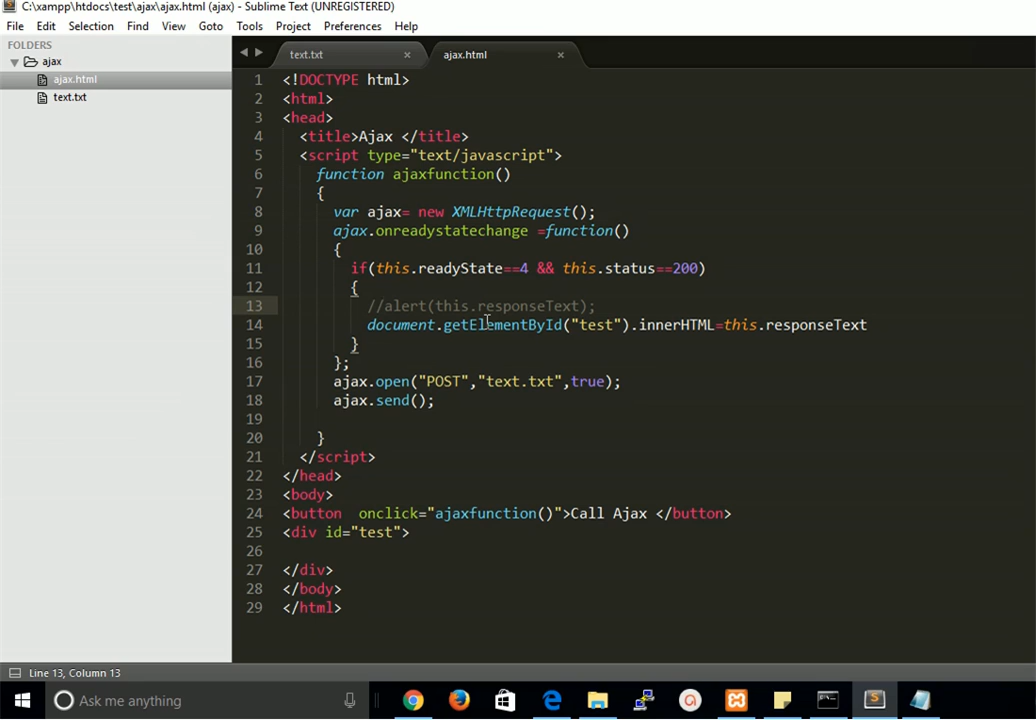 C:\xampp\htdocs\test\ajax\ajax.html (ajax) - Sublime Text (UNREGISTERED)
File Edit Selection Find View Goto Tools Project Preferences Help
FOLDERS
ajax
ajax.html
text.txt
text.txt × ajax.html ×
1 <!DOCTYPE html>
2 <html>
3 <head>
4 <title>Ajax </title>
5 <script type="text/javascript">
6 function ajaxfunction()
7 {
8 var ajax= new XMLHttpRequest();
9 ajax.onreadystatechange =function()
10 {
11 if(this.readyState==4 && this.status==200)
12 {
13 //alert(this.responseText);
14 document.getElementById("test").innerHTML=this.responseText
15 }
16 };
17 ajax.open("POST","text.txt",true);
18 ajax.send();
19
20 }
21 </script>
22 </head>
23 <body>
24 <button  onclick="ajaxfunction()">Call Ajax </button>
25 <div id="test">
26
27 </div>
28 </body>
29 </html>
Line 13, Column 13
Ask me anything